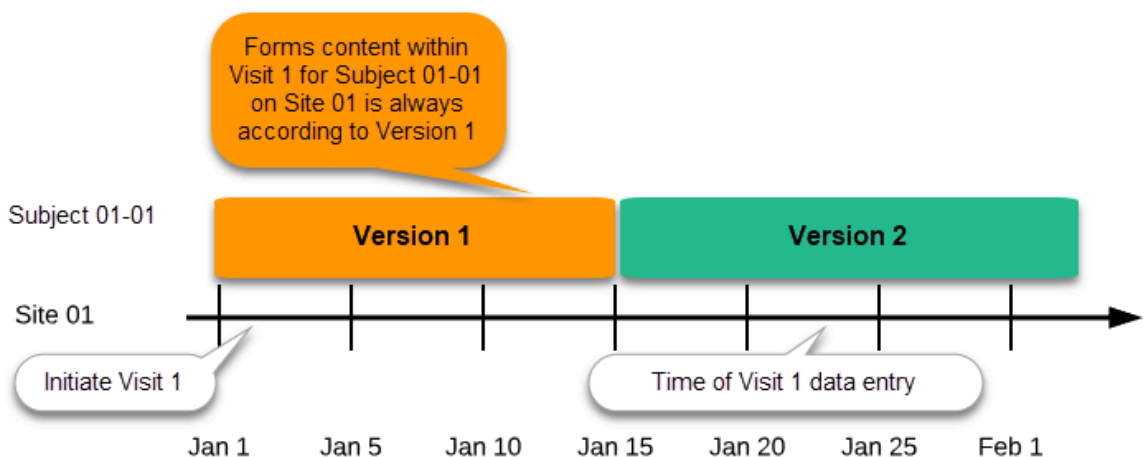 Forms content within
Visit 1 for Subject 01-01
on Site 01 is always
according to Version 1
Subject 01-01
Version 1
Version 2
Site 01
Initiate Visit 1
Time of Visit 1 data entry
Jan 1
Jan 5
Jan 10
Jan 15
Jan 20
Jan 25
Feb 1